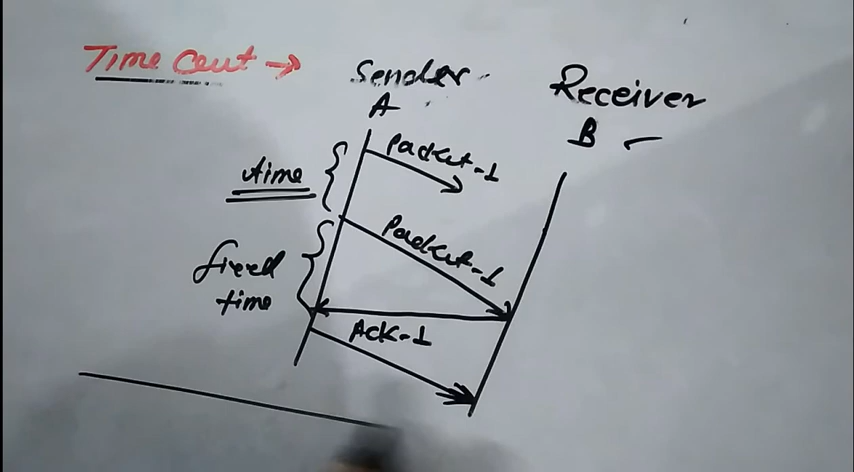 Time Out →
Sender
A
Receiver
B
Packet-1
time
Packet-1
fixed
time
Ack-1